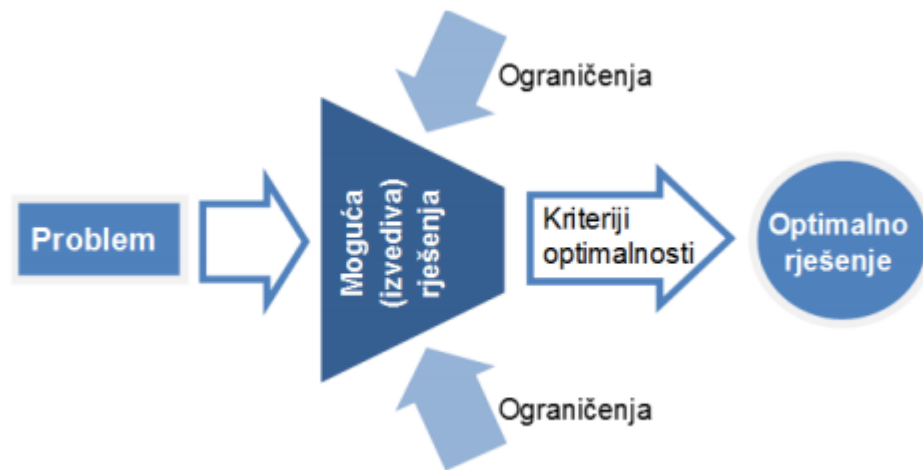 Ograničenja
Problem
Moguća
(izvediva)
rješenja
Kriteriji
optimalnosti
Optimalno
rješenje
Ograničenja